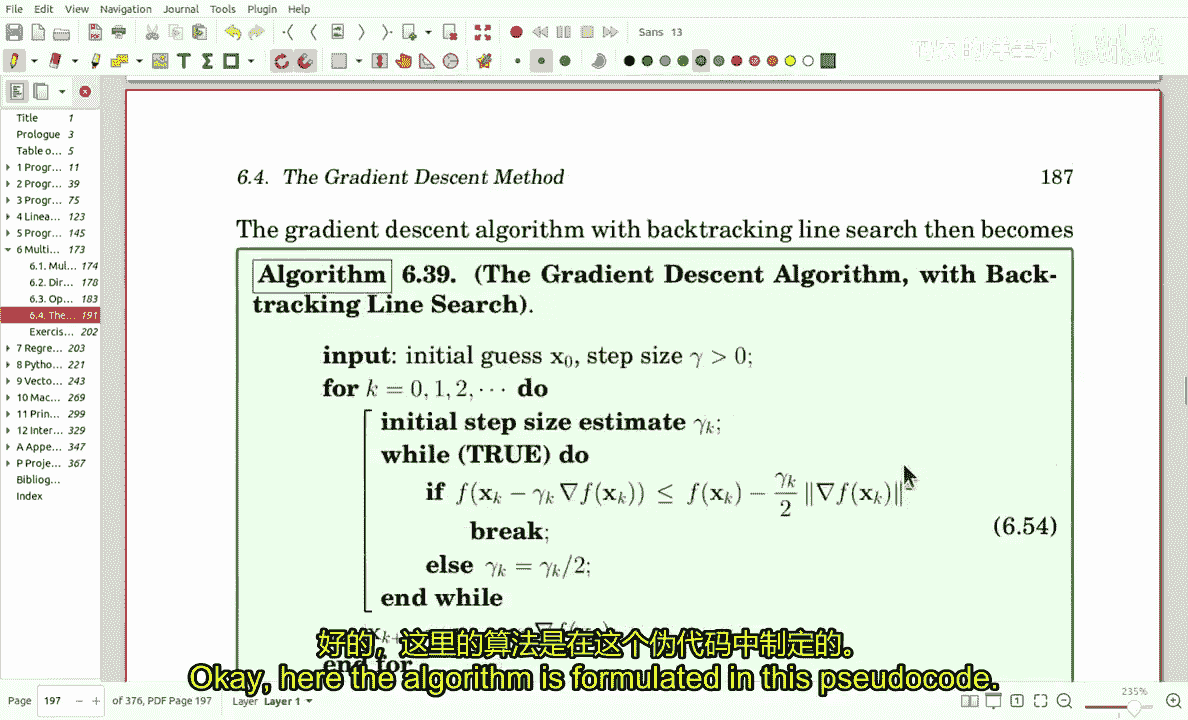 File Edit View Navigation Journal Tools Plugin Help
Sans 13
Title 1
Prologue 3
Table o... 5
1 Progr... 11
2 Progr... 39
3 Progr... 75
4 Linea... 123
5 Progr... 145
6 Multi... 173
6.1. Mul... 174
6.2. Dir... 178
6.3. Op... 183
6.4. The... 191
Exercis... 202
7 Regre... 203
8 Pytho... 221
9 Vecto... 243
10 Mac... 269
11 Prin... 299
12 Inter... 329
A Appe... 347
P Proje... 367
Bibliog...
Index
6.4. The Gradient Descent Method 187
The gradient descent algorithm with backtracking line search then becomes
Algorithm 6.39. (The Gradient Descent Algorithm, with Back-
tracking Line Search).
input: initial guess x₀, step size γ > 0;
for k = 0, 1, 2, ⋯ do
initial step size estimate γₖ;
while (TRUE) do
if f(xₖ − γₖ ∇f(xₖ)) ≤ f(xₖ) − γₖ/2 ‖∇f(xₖ)‖
break;
(6.54)
else γₖ = γₖ/2;
end while
end for
好的，这里的算法是在这个伪代码中制定的。
Okay, here the algorithm is formulated in this pseudocode.
Page 197 of 376, PDF Page 197 Layer Layer 1 235%